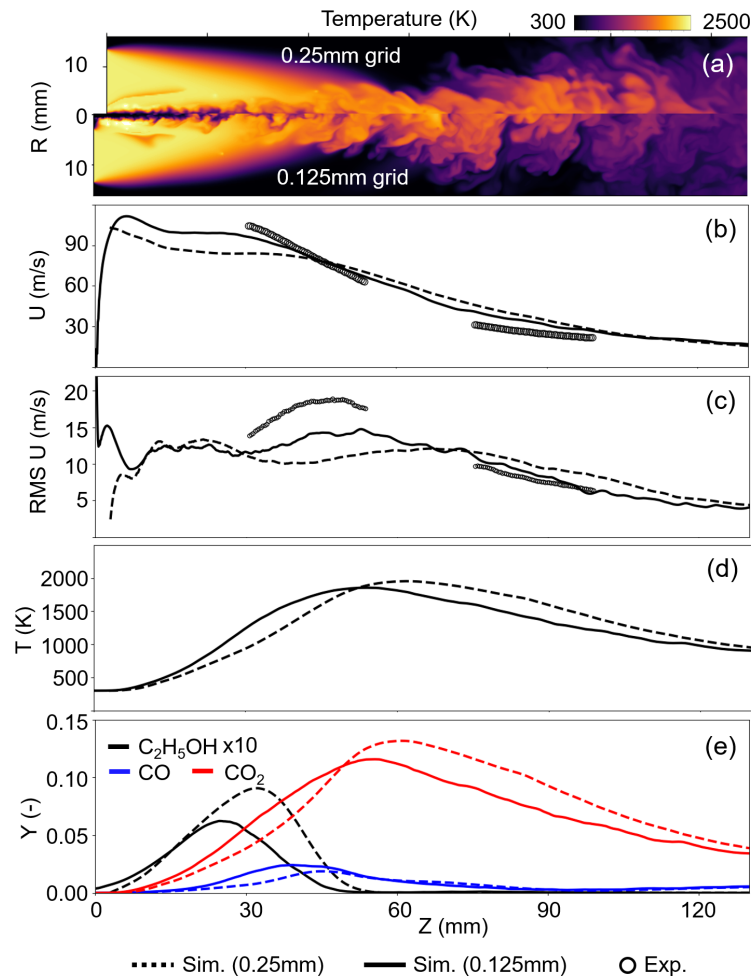 Temperature (K)
300
2500
(a)
0.25mm grid
0.125mm grid
R (mm)
10
0
10
(b)
U (m/s)
90
60
30
(c)
RMS U (m/s)
20
15
10
5
(d)
T (K)
2000
1500
1000
500
(e)
Y (-)
0.15
0.10
0.05
0.00
C₂H₅OH x10
CO CO₂
0 30 60 90 120
Z (mm)
Sim. (0.25mm) Sim. (0.125mm) Exp.